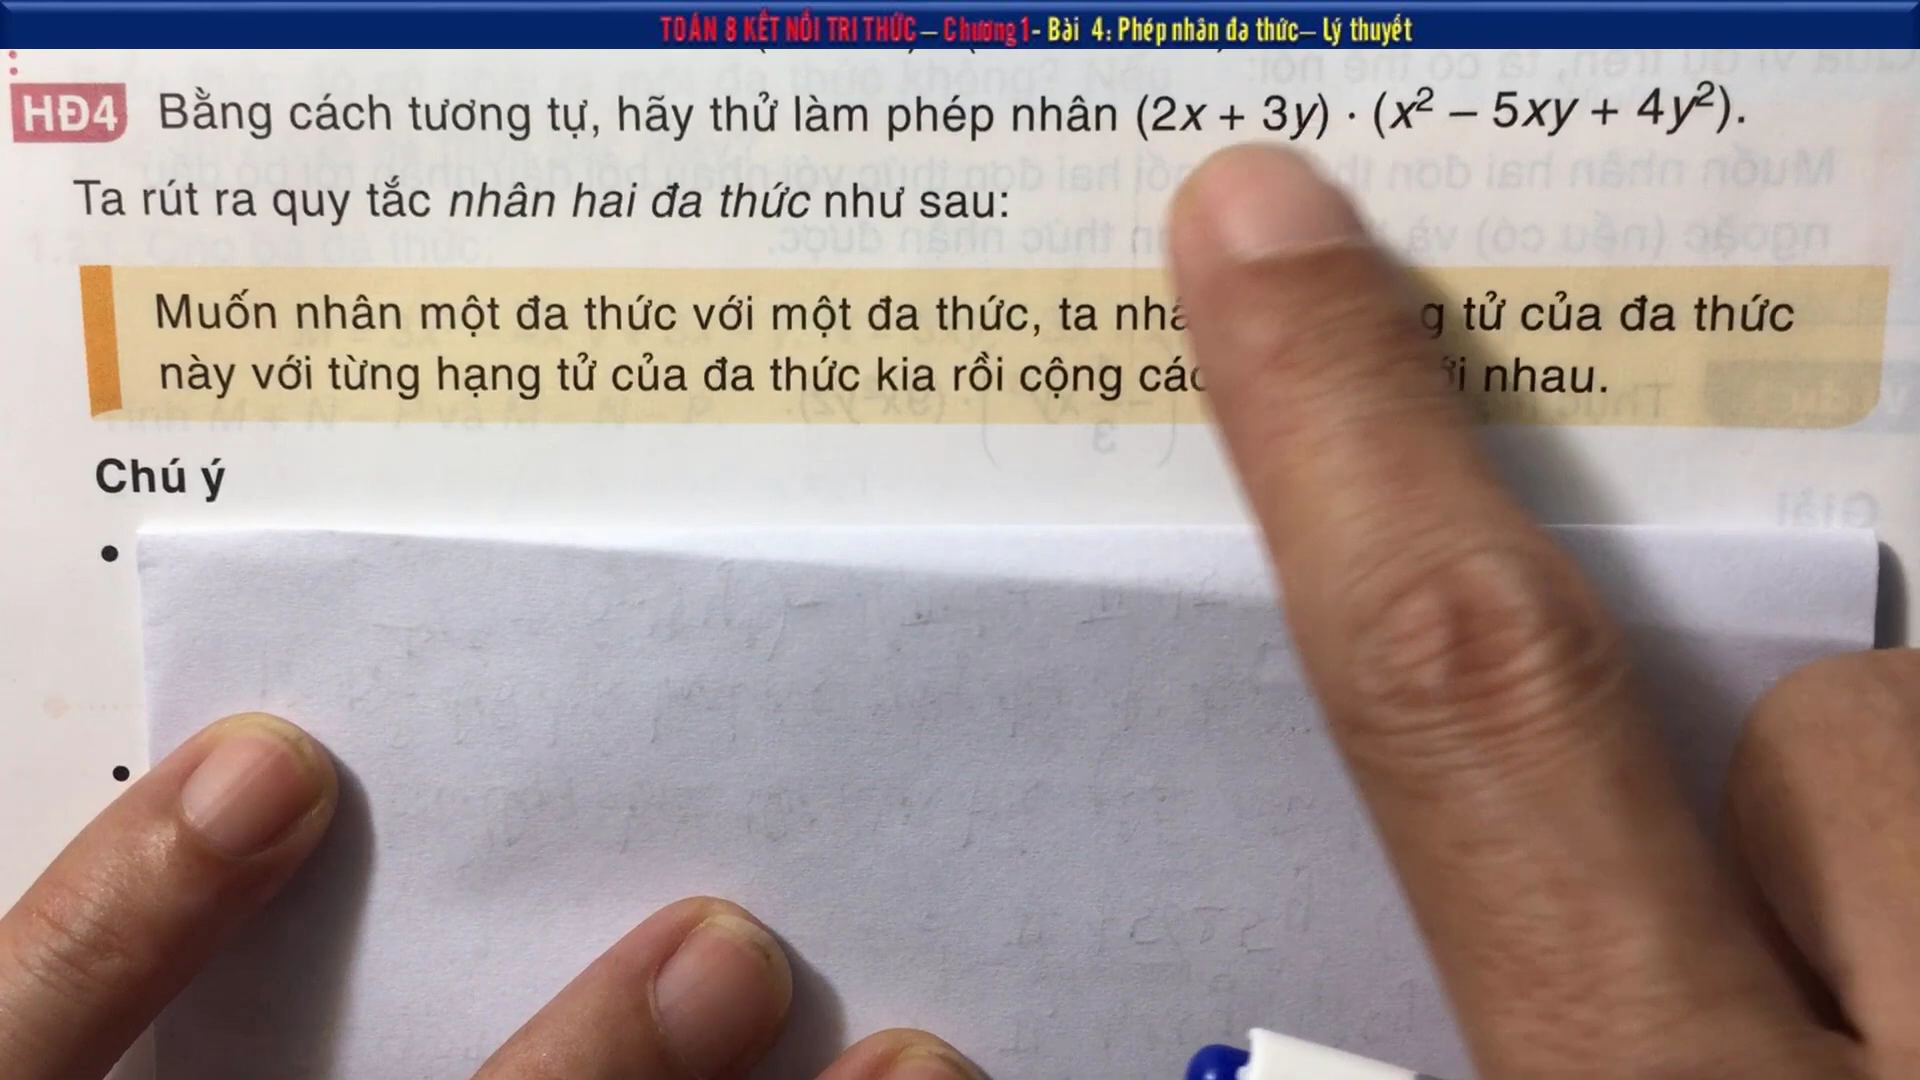 TOÁN 8 KẾT NỐI TRI THỨC – Chương 1 - Bài 4: Phép nhân đa thức – Lý thuyết
HĐ4 Bằng cách tương tự, hãy thử làm phép nhân (2x + 3y) · (x² – 5xy + 4y²).
Ta rút ra quy tắc nhân hai đa thức như sau:
Muốn nhân một đa thức với một đa thức, ta tử của đa thức
này với từng hạng tử của đa thức kia rồi cộng nhau.
Chú ý
•
•